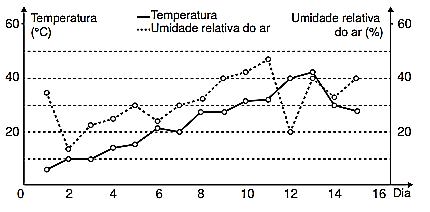 60
Temperatura
(°C)
Temperatura
Umidade relativa do ar
Umidade relativa
do ar (%)
60
40
40
20
20
0
2
4
6
8
10
12
14
16
Dia